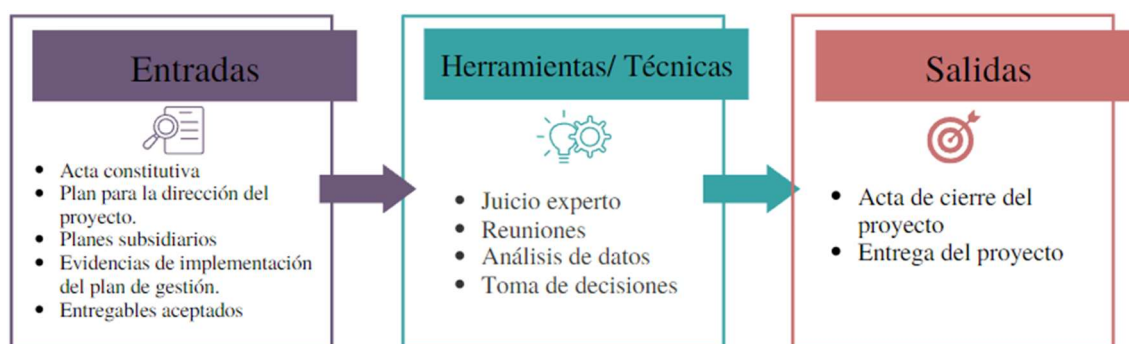 Entradas
• Acta constitutiva
• Plan para la dirección del
proyecto.
• Planes subsidiarios
• Evidencias de implementación
del plan de gestión.
• Entregables aceptados
Herramientas/ Técnicas
• Juicio experto
• Reuniones
• Análisis de datos
• Toma de decisiones
Salidas
• Acta de cierre del
proyecto
• Entrega del proyecto